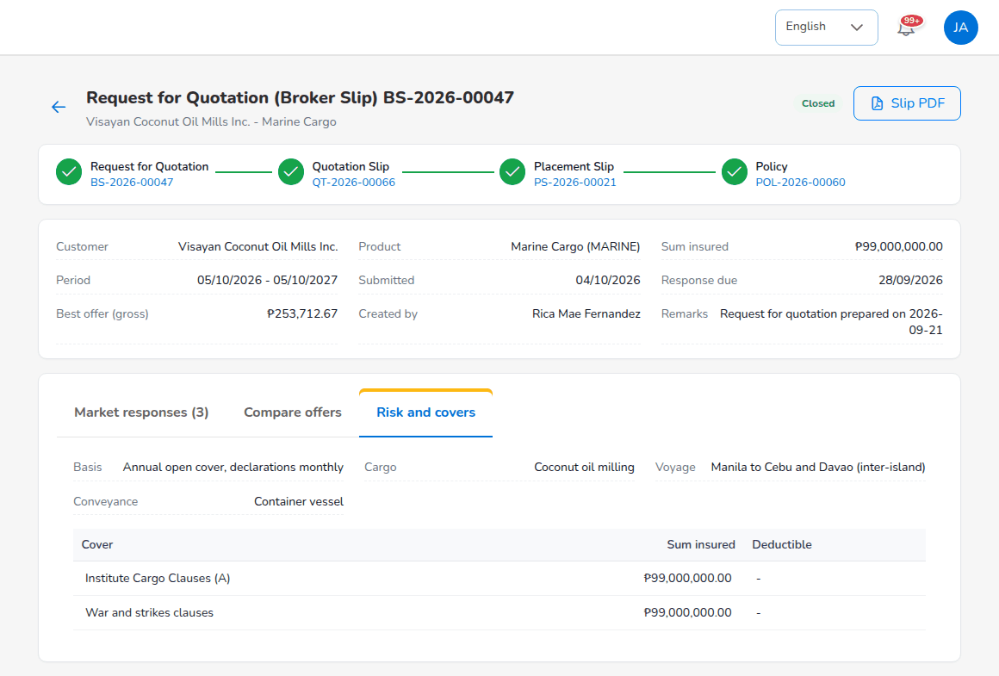 English
99+
JA
Request for Quotation (Broker Slip) BS-2026-00047
Visayan Coconut Oil Mills Inc. - Marine Cargo
Closed
Slip PDF
Request for Quotation
BS-2026-00047
Quotation Slip
QT-2026-00066
Placement Slip
PS-2026-00021
Policy
POL-2026-00060
Customer Visayan Coconut Oil Mills Inc.
Product Marine Cargo (MARINE)
Sum insured ₱99,000,000.00
Period 05/10/2026 - 05/10/2027
Submitted 04/10/2026
Response due 28/09/2026
Best offer (gross) ₱253,712.67
Created by Rica Mae Fernandez
Remarks Request for quotation prepared on 2026-
09-21
Market responses (3)
Compare offers
Risk and covers
Basis Annual open cover, declarations monthly
Cargo Coconut oil milling
Voyage Manila to Cebu and Davao (inter-island)
Conveyance Container vessel
Cover Sum insured Deductible
Institute Cargo Clauses (A) ₱99,000,000.00 -
War and strikes clauses ₱99,000,000.00 -